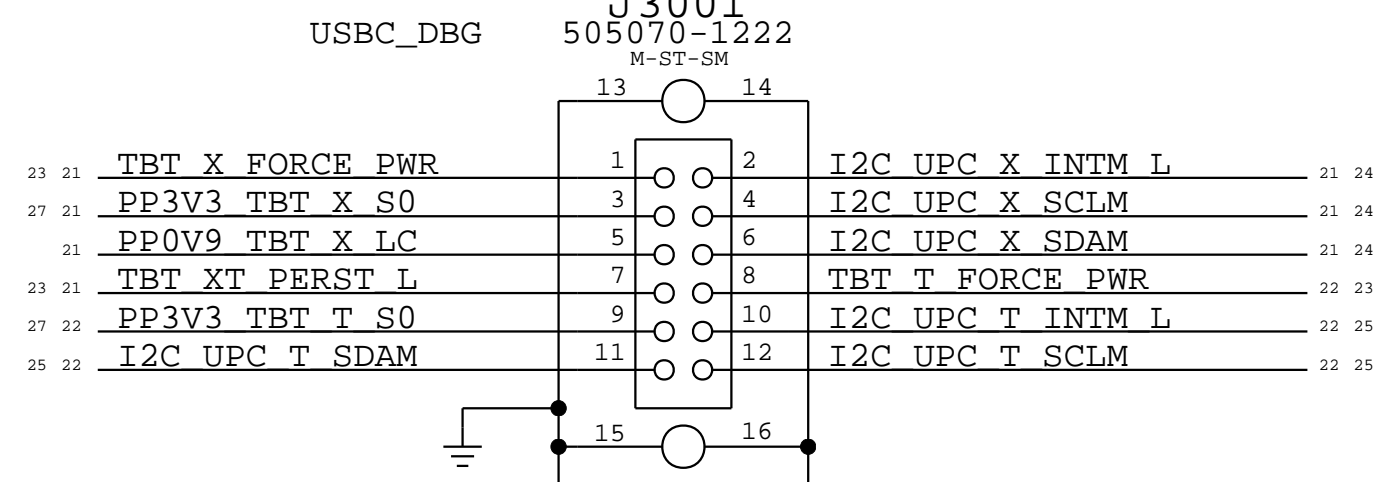 J3001
USBC_DBG 505070-1222
M-ST-SM
13 14
23 21 TBT_X_FORCE_PWR 1 2 I2C_UPC_X_INTM_L 21 24
27 21 PP3V3_TBT_X_S0 3 4 I2C_UPC_X_SCLM 21 24
21 PP0V9_TBT_X_LC 5 6 I2C_UPC_X_SDAM 21 24
23 21 TBT_XT_PERST_L 7 8 TBT_T_FORCE_PWR 22 23
27 22 PP3V3_TBT_T_S0 9 10 I2C_UPC_T_INTM_L 22 25
25 22 I2C_UPC_T_SDAM 11 12 I2C_UPC_T_SCLM 22 25
15 16